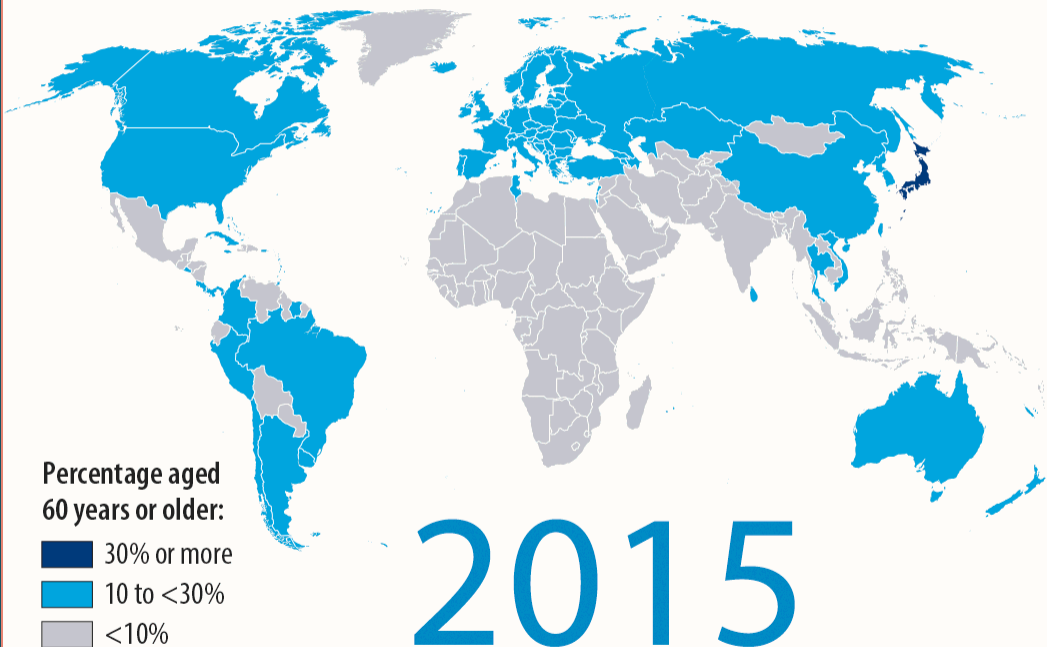 Percentage aged
60 years or older:
30% or more
10 to <30%
<10%
2015